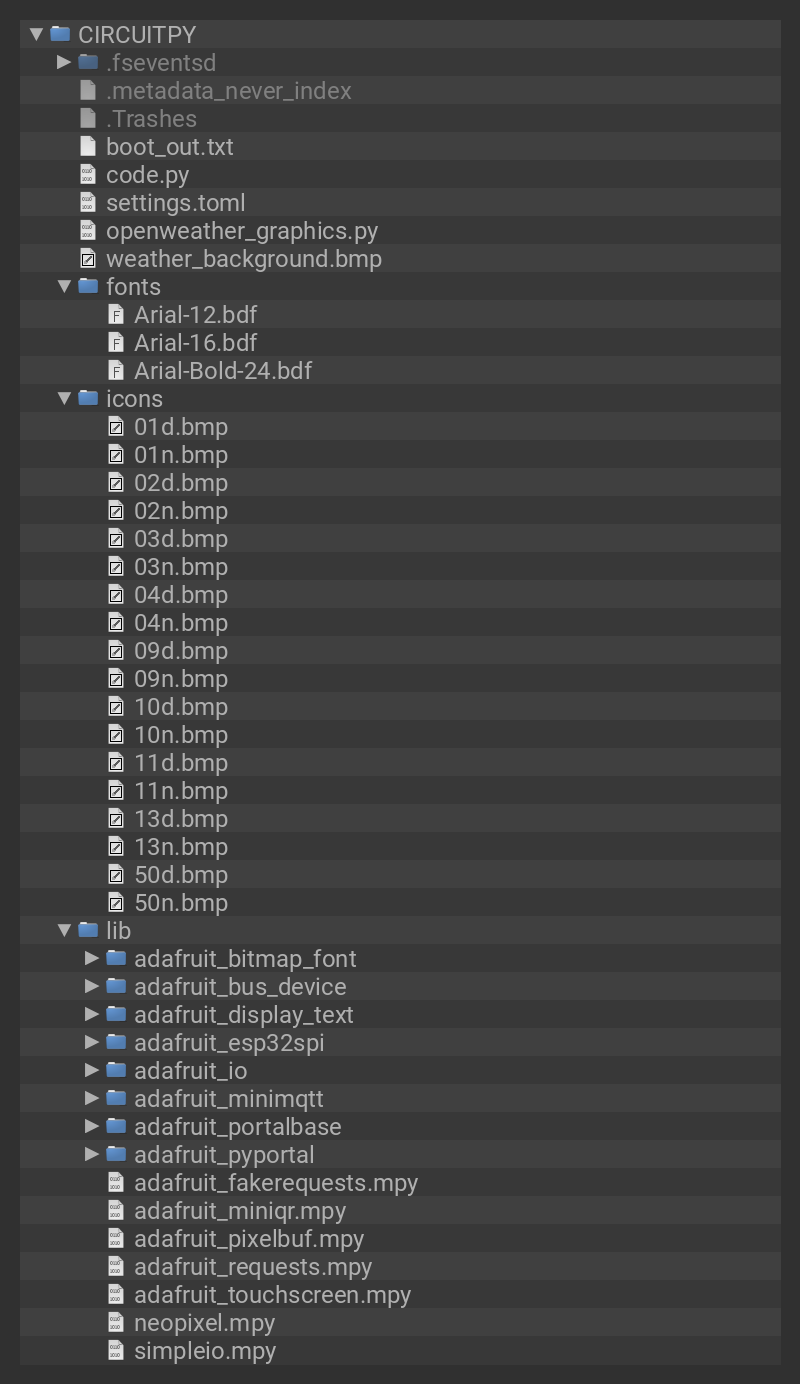 CIRCUITPY
.fseventsd
.metadata_never_index
.Trashes
boot_out.txt
code.py
settings.toml
openweather_graphics.py
weather_background.bmp
fonts
Arial-12.bdf
Arial-16.bdf
Arial-Bold-24.bdf
icons
01d.bmp
01n.bmp
02d.bmp
02n.bmp
03d.bmp
03n.bmp
04d.bmp
04n.bmp
09d.bmp
09n.bmp
10d.bmp
10n.bmp
11d.bmp
11n.bmp
13d.bmp
13n.bmp
50d.bmp
50n.bmp
lib
adafruit_bitmap_font
adafruit_bus_device
adafruit_display_text
adafruit_esp32spi
adafruit_io
adafruit_minimqtt
adafruit_portalbase
adafruit_pyportal
adafruit_fakerequests.mpy
adafruit_miniqr.mpy
adafruit_pixelbuf.mpy
adafruit_requests.mpy
adafruit_touchscreen.mpy
neopixel.mpy
simpleio.mpy